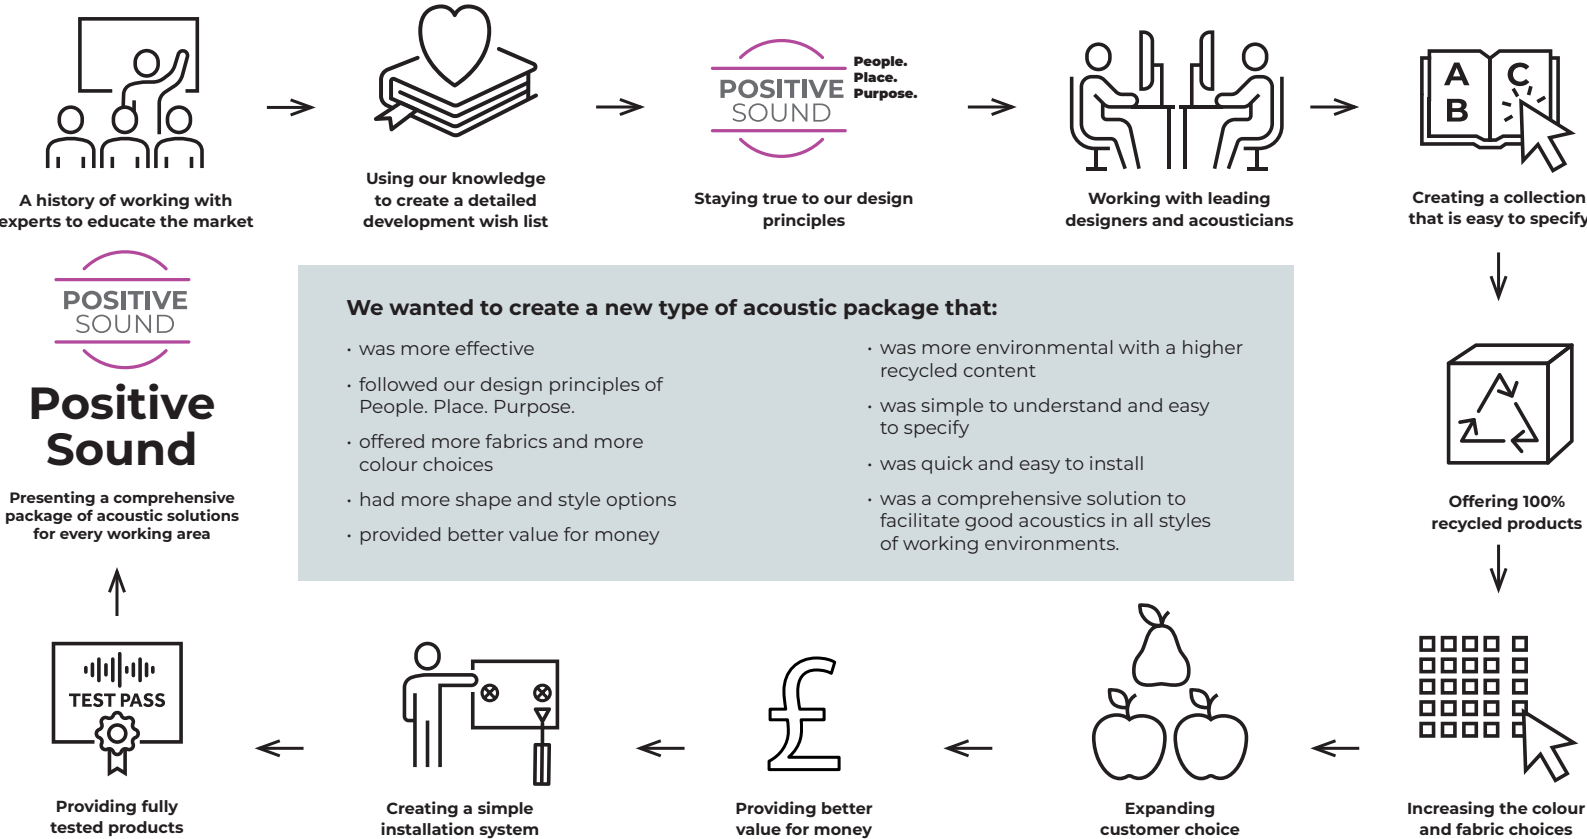 A history of working with
experts to educate the market
Using our knowledge
to create a detailed
development wish list
POSITIVE
SOUND
People.
Place.
Purpose.
Staying true to our design
principles
Working with leading
designers and acousticians
A
B
C
Creating a collection
that is easy to specify
Offering 100%
recycled products
Increasing the colour
and fabric choices
Expanding
customer choice
£
Providing better
value for money
Creating a simple
installation system
TEST PASS
Providing fully
tested products
POSITIVE
SOUND
Positive
Sound
Presenting a comprehensive
package of acoustic solutions
for every working area
We wanted to create a new type of acoustic package that:
· was more effective
· followed our design principles of
People. Place. Purpose.
· offered more fabrics and more
colour choices
· had more shape and style options
· provided better value for money
· was more environmental with a higher
recycled content
· was simple to understand and easy
to specify
· was quick and easy to install
· was a comprehensive solution to
facilitate good acoustics in all styles
of working environments.